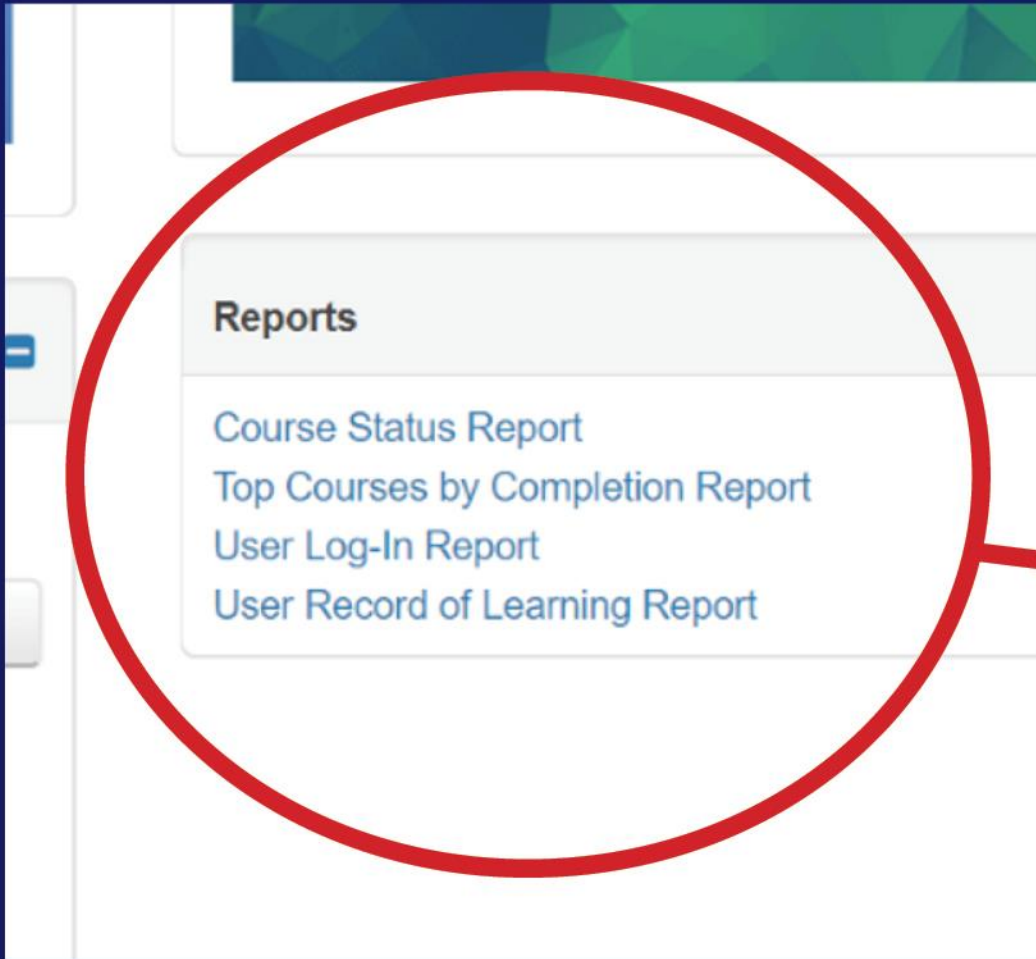 Reports
Course Status Report
Top Courses by Completion Report
User Log-In Report
User Record of Learning Report